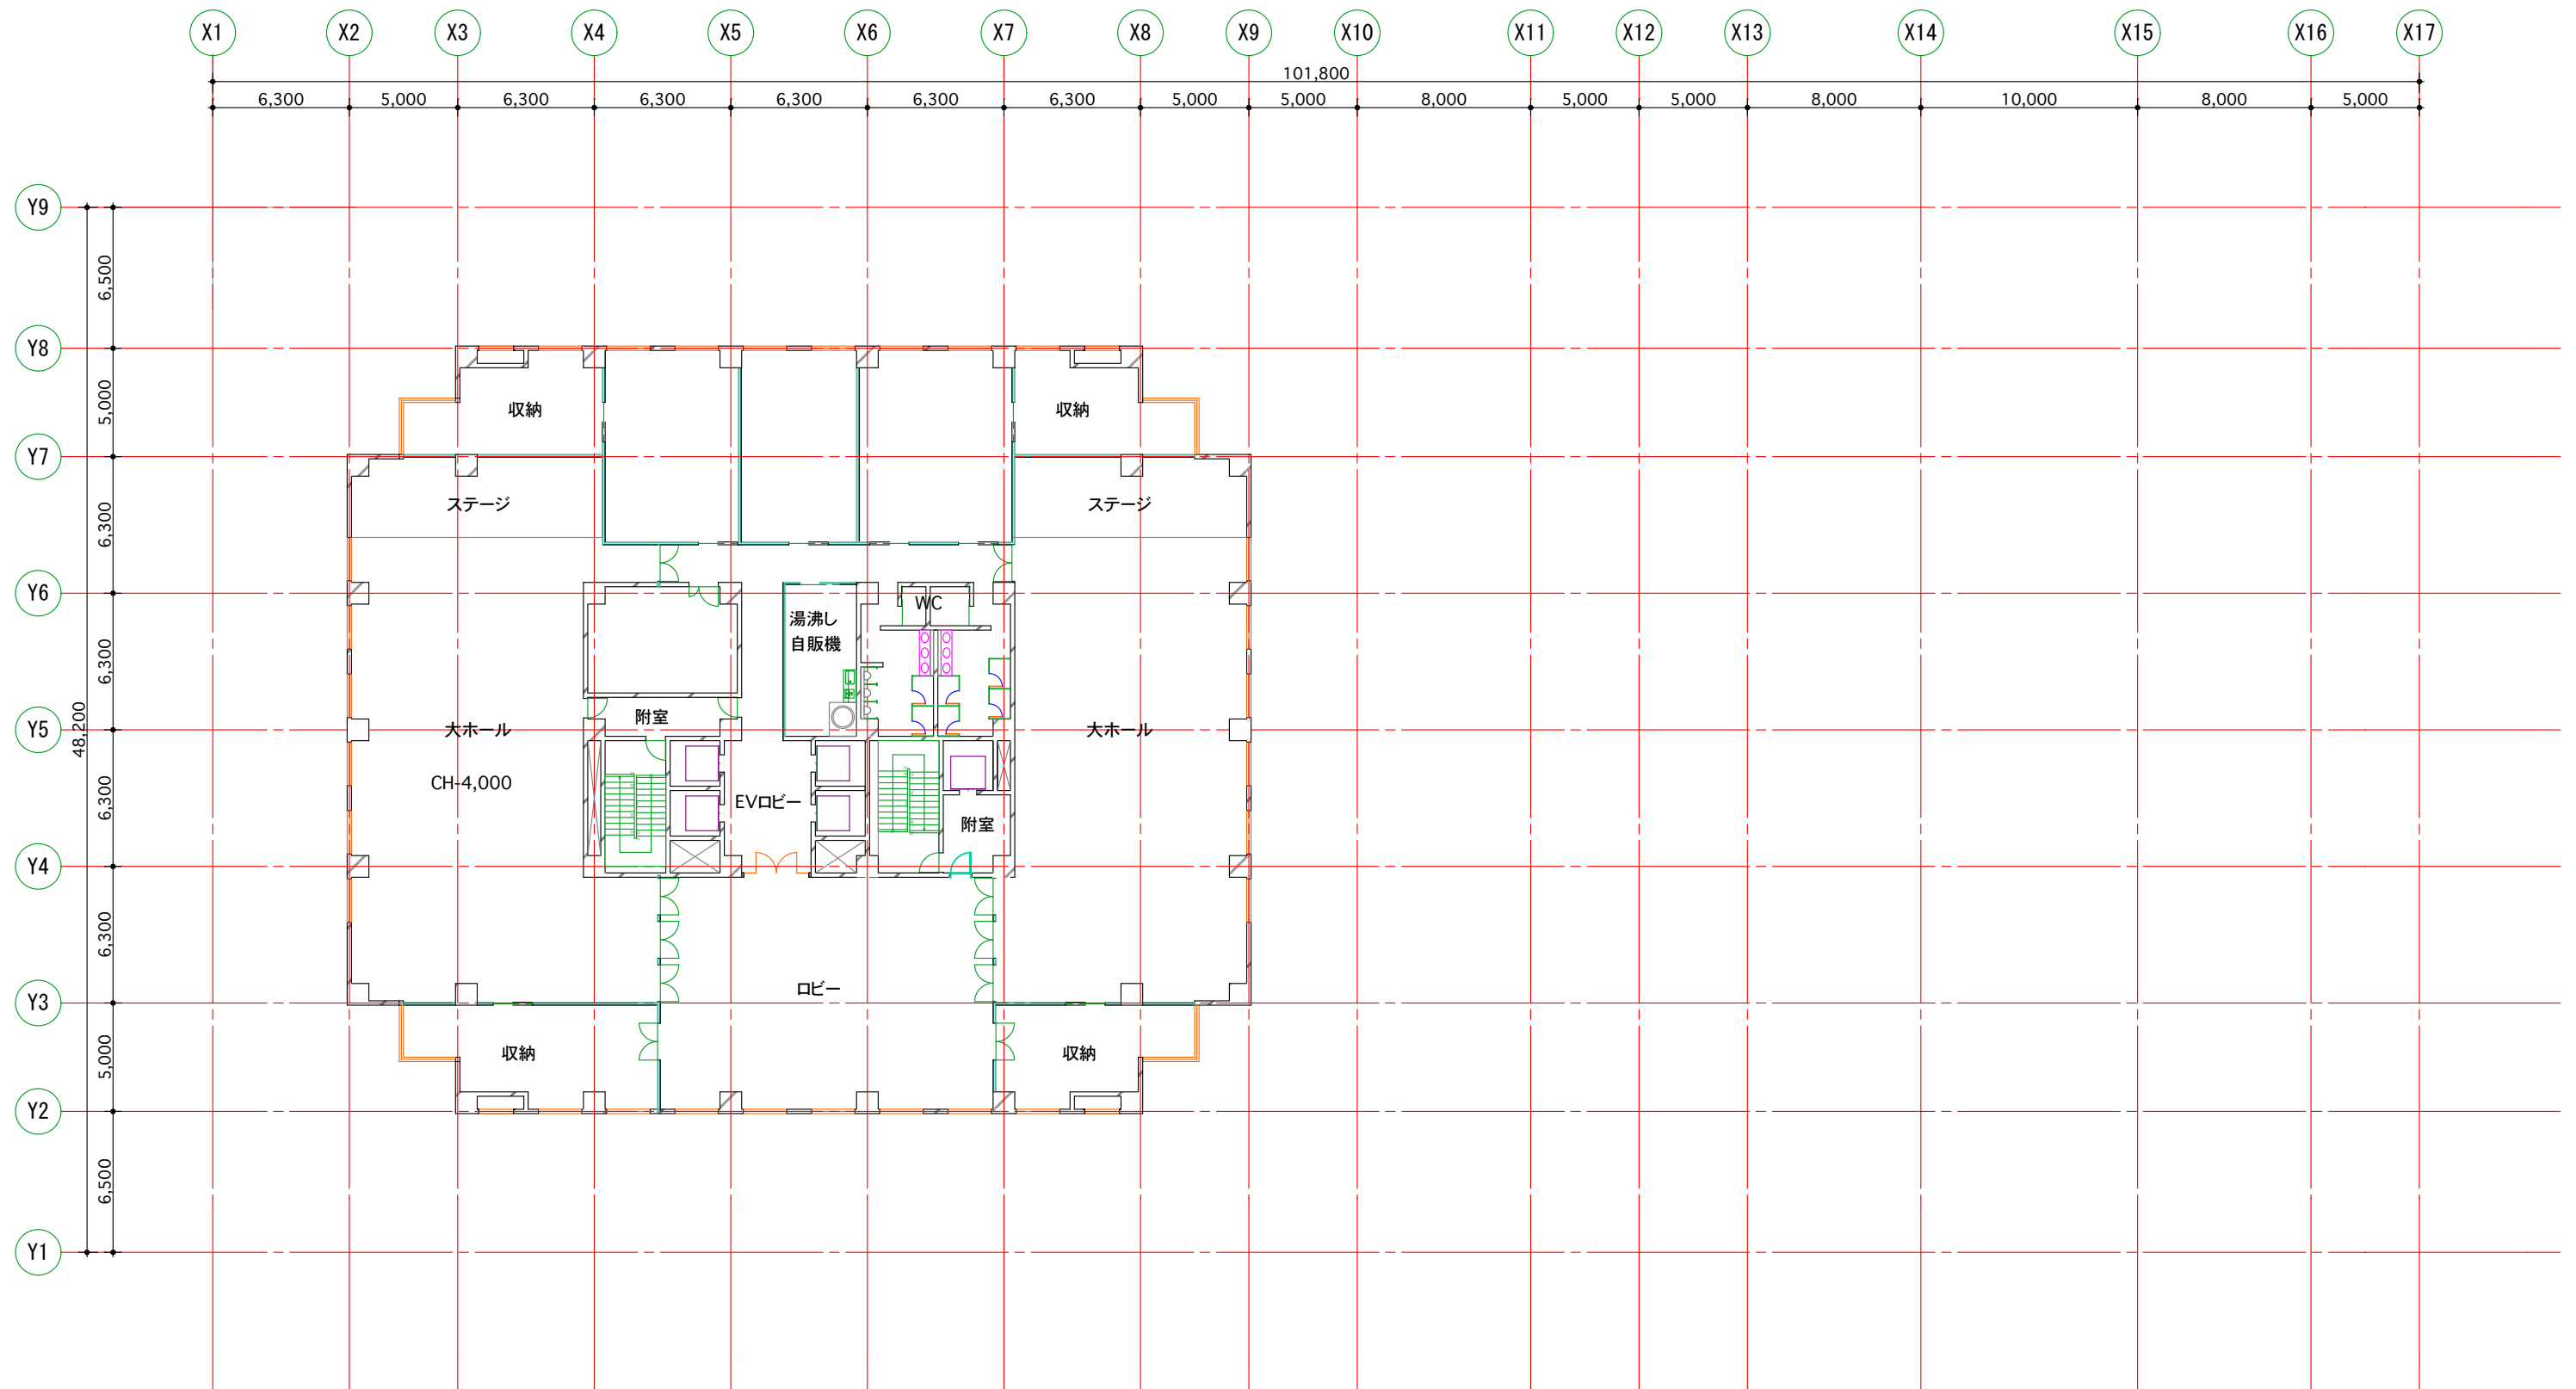 X1 X2 X3 X4 X5 X6 X7 X8 X9 X10 X11 X12 X13 X14 X15 X16 X17
101,800
6,300 5,000 6,300 6,300 6,300 6,300 6,300 5,000 5,000 8,000 5,000 5,000 8,000 10,000 8,000 5,000
Y9
6,500
Y8
5,000
収納 収納
Y7
6,300
ステージ ステージ
Y6
WC
湯沸し
自販機
6,300
附室
48,200
Y5
大ホール 大ホール
CH-4,000
EVロビー
6,300
附室
Y4
6,300
ロビー
Y3
5,000
収納 収納
Y2
6,500
Y1